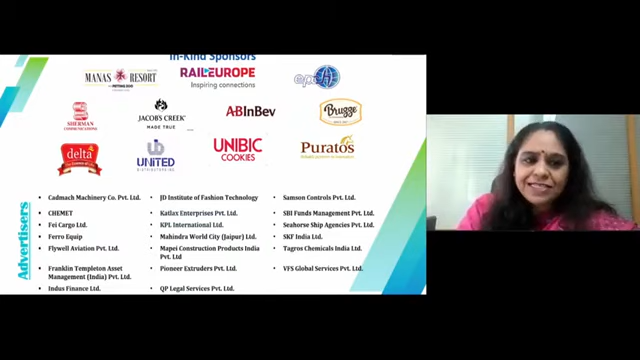 In-Kind Sponsors
MANAS RESORT
RAILEUROPE
Inspiring connections
SHERMAN
COMMUNICATIONS
JACOB'S CREEK
MADE TRUE
ABInBev
Brugge
delta
UNITED
DISTRIBUTORS INC
UNIBIC
COOKIES
Puratos
Advertisers
• Cadmach Machinery Co. Pvt. Ltd.
• CHEMET
• Fei Cargo Ltd.
• Ferro Equip
• Flywell Aviation Pvt. Ltd.
• Franklin Templeton Asset
Management (India) Pvt. Ltd.
• Indus Finance Ltd.
• JD Institute of Fashion Technology
• Katlax Enterprises Pvt. Ltd.
• KPL International Ltd.
• Mahindra World City (Jaipur) Ltd.
• Mapei Construction Products India
Pvt. Ltd
• Pioneer Extruders Pvt. Ltd.
• QP Legal Services Pvt. Ltd.
• Samson Controls Pvt. Ltd.
• SBI Funds Management Pvt. Ltd.
• Seahorse Ship Agencies Pvt. Ltd.
• SKF India Ltd.
• Tagros Chemicals India Ltd.
• VFS Global Services Pvt. Ltd.